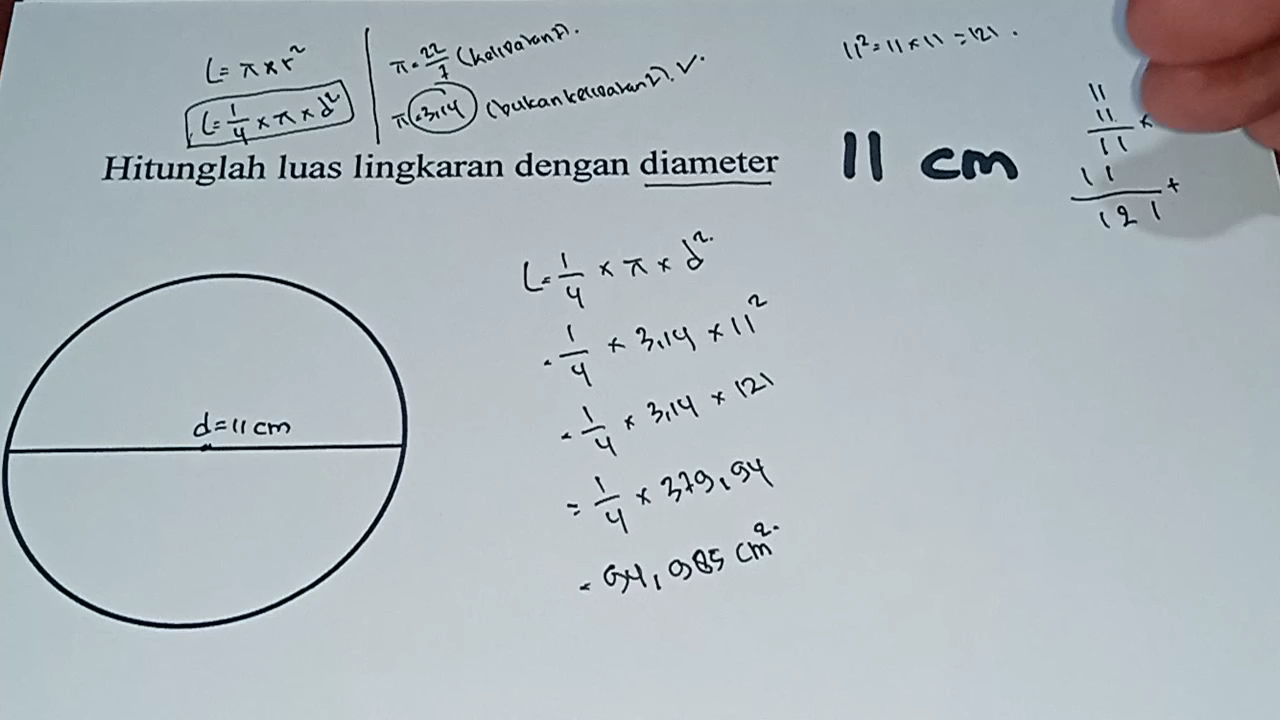 L = π × r²
L = 1/4 × π × d²
π = 22/7 (kelipatan 7).
π = 3,14 (bukan kelipatan 7). ✓.
11² = 11 × 11 = 121.
Hitunglah luas lingkaran dengan diameter 11 cm
11
11 ×
11
11
+
121
d = 11 cm
L = 1/4 × π × d².
= 1/4 × 3,14 × 11²
= 1/4 × 3,14 × 121
= 1/4 × 379,94
= 94,985 cm².